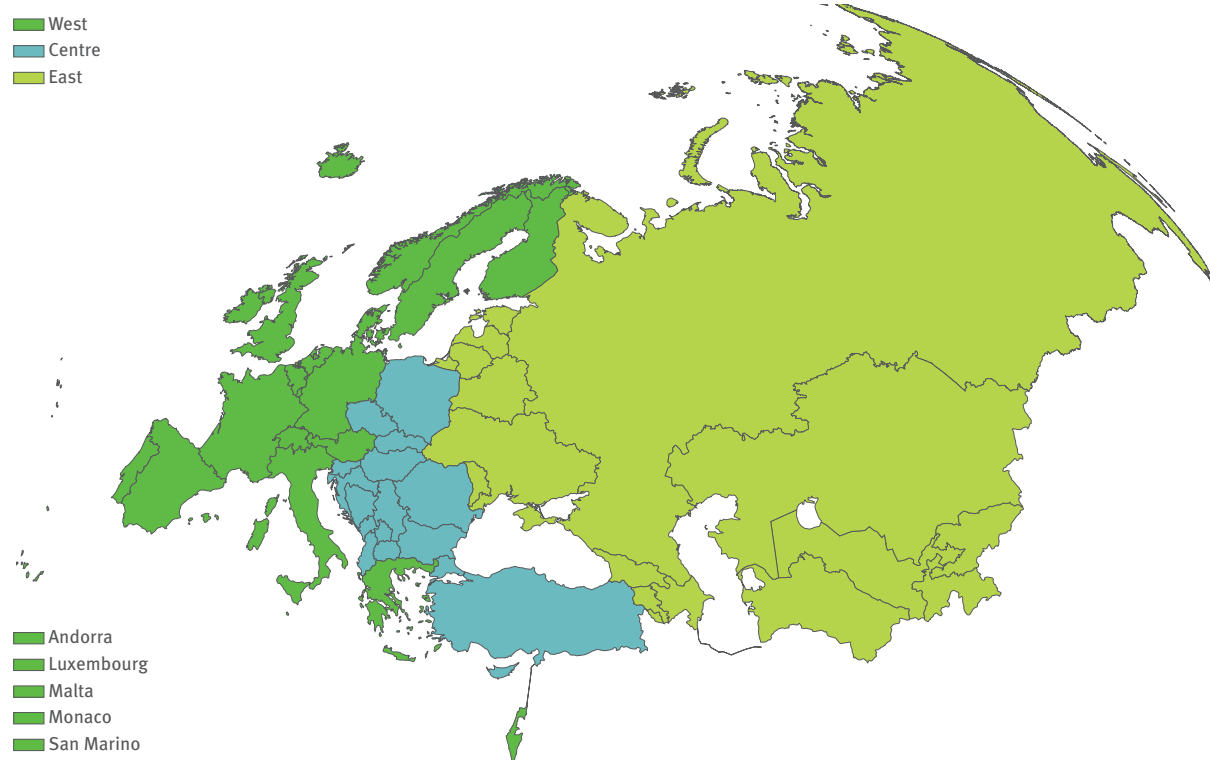 West
Centre
East
Andorra
Luxembourg
Malta
Monaco
San Marino